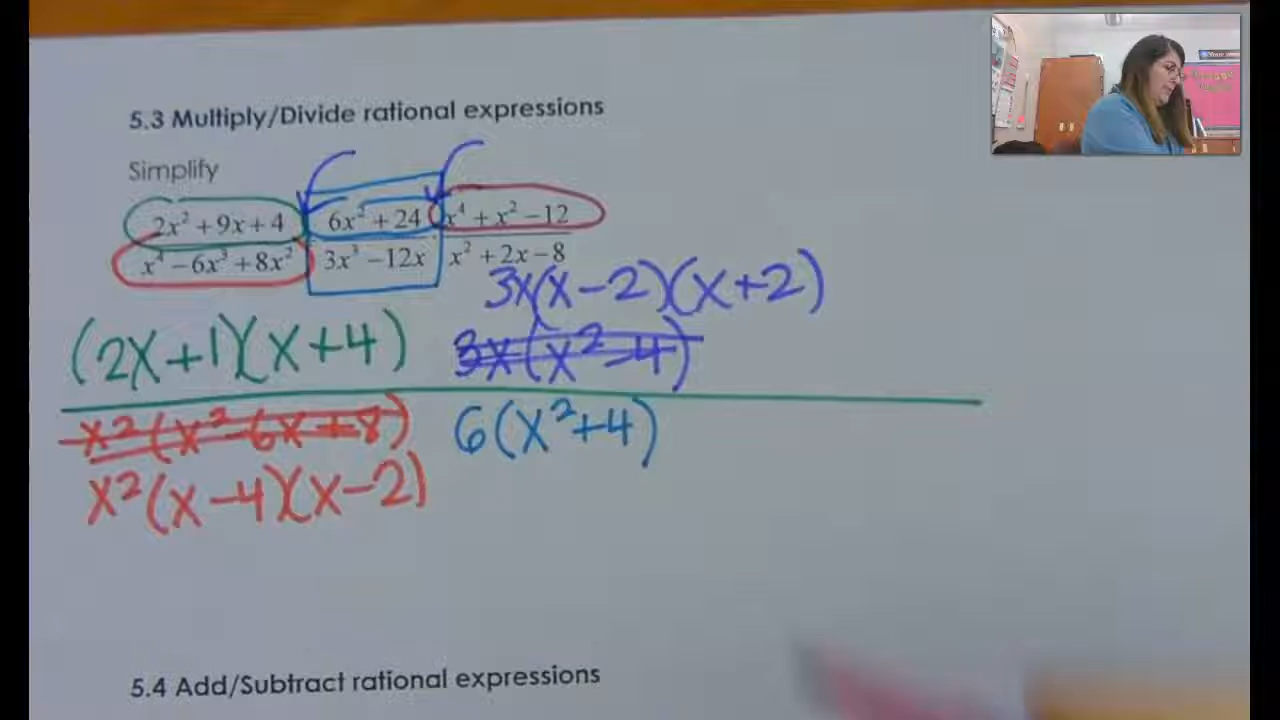 5.3 Multiply/Divide rational expressions
Simplify
2x² + 9x + 4 6x² + 24 x⁴ + x² − 12
x⁴ − 6x³ + 8x² 3x³ − 12x x² + 2x − 8
3x(x − 2)(x + 2)
(2x + 1)(x + 4) 3x(x² − 4)
x²(x² − 6x + 8) 6(x² + 4)
x²(x − 4)(x − 2)
5.4 Add/Subtract rational expressions